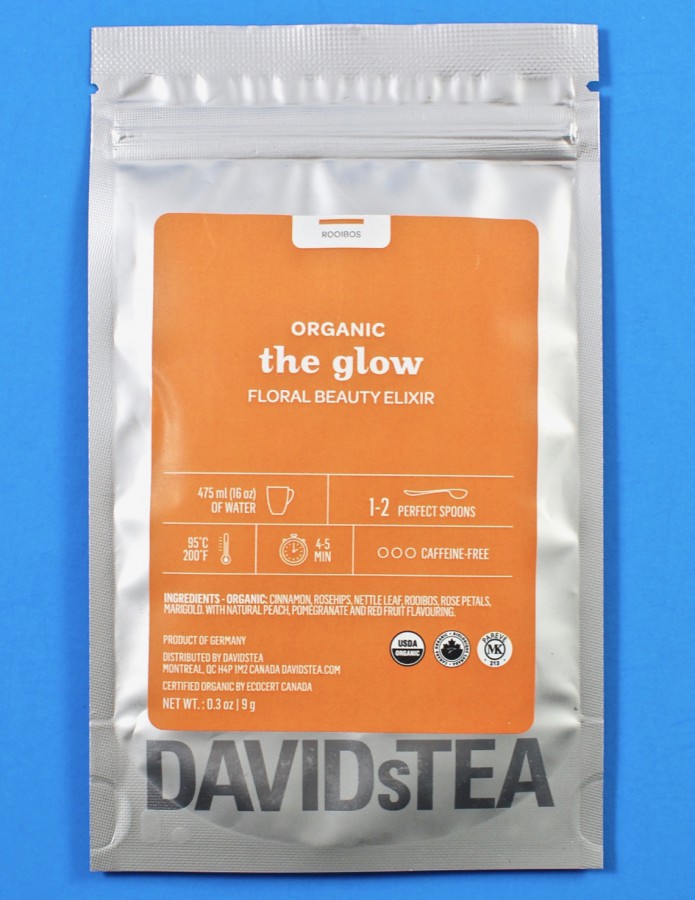 ROOIBOS
ORGANIC
the glow
FLORAL BEAUTY ELIXIR
475 ml (16 oz)
OF WATER
1-2 PERFECT SPOONS
95°C
200°F
4-5
MIN
CAFFEINE-FREE
INGREDIENTS - ORGANIC: CINNAMON, ROSEHIPS, NETTLE LEAF, ROOIBOS, ROSE PETALS,
MARIGOLD. WITH NATURAL PEACH, POMEGRANATE AND RED FRUIT FLAVOURING.
PRODUCT OF GERMANY
DISTRIBUTED BY DAVIDSTEA
MONTREAL, QC H4P 1M2 CANADA DAVIDSTEA.COM
CERTIFIED ORGANIC BY ECOCERT CANADA
NET WT. : 0.3 oz | 9 g
USDA
ORGANIC
PAREVE
MK
213
DAVIDsTEA